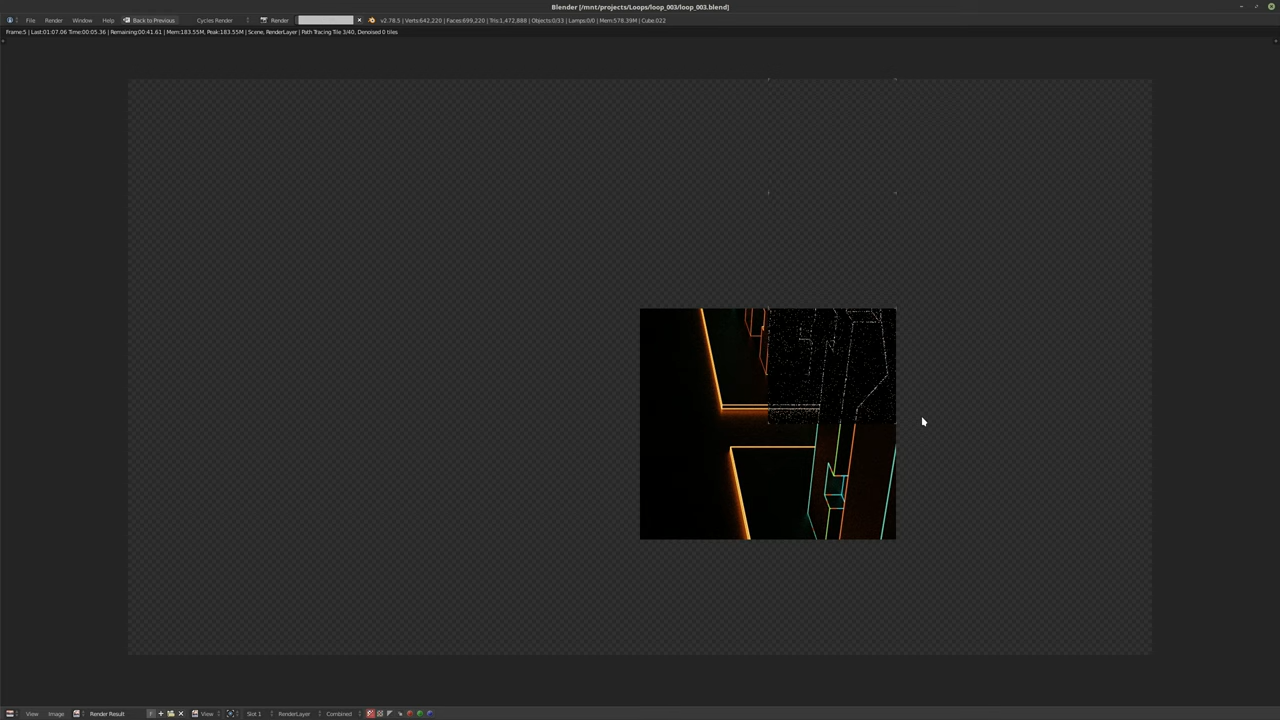 Blender [/mnt/projects/Loops/loop_003/loop_003.blend]
File Render Window Help Back to Previous Cycles Render Render v2.78.5 | Verts:642,220 | Faces:699,220 | Tris:1,472,888 | Objects:0/33 | Lamps:0/0 | Mem:578.39M | Cube.022
Frame:5 | Last:01:07.06 Time:00:05.36 | Remaining:00:41.61 | Mem:183.55M, Peak:183.55M | Scene, RenderLayer | Path Tracing Tile 3/40, Denoised 0 tiles
View Image Render Result F View Slot 1 RenderLayer Combined